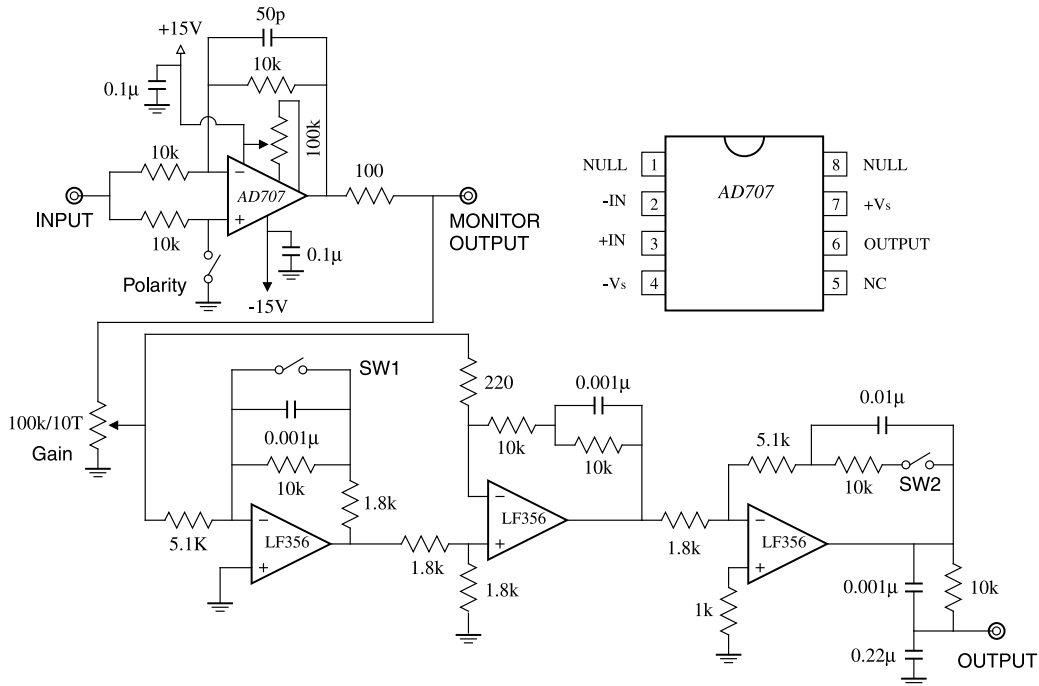 50p
+15V
10k
0.1µ
100k
10k
100
AD707
INPUT
MONITOR
OUTPUT
10k
0.1µ
Polarity
-15V
NULL 1 8 NULL
AD707
-IN 2 7 +Vs
+IN 3 6 OUTPUT
-Vs 4 5 NC
SW1
220
0.001µ
0.01µ
100k/10T
0.001µ
5.1k
Gain
10k
10k
10k
10k
SW2
1.8k
LF356
LF356
LF356
5.1K
1.8k
1.8k
1.8k
0.001µ
10k
1k
0.22µ
OUTPUT